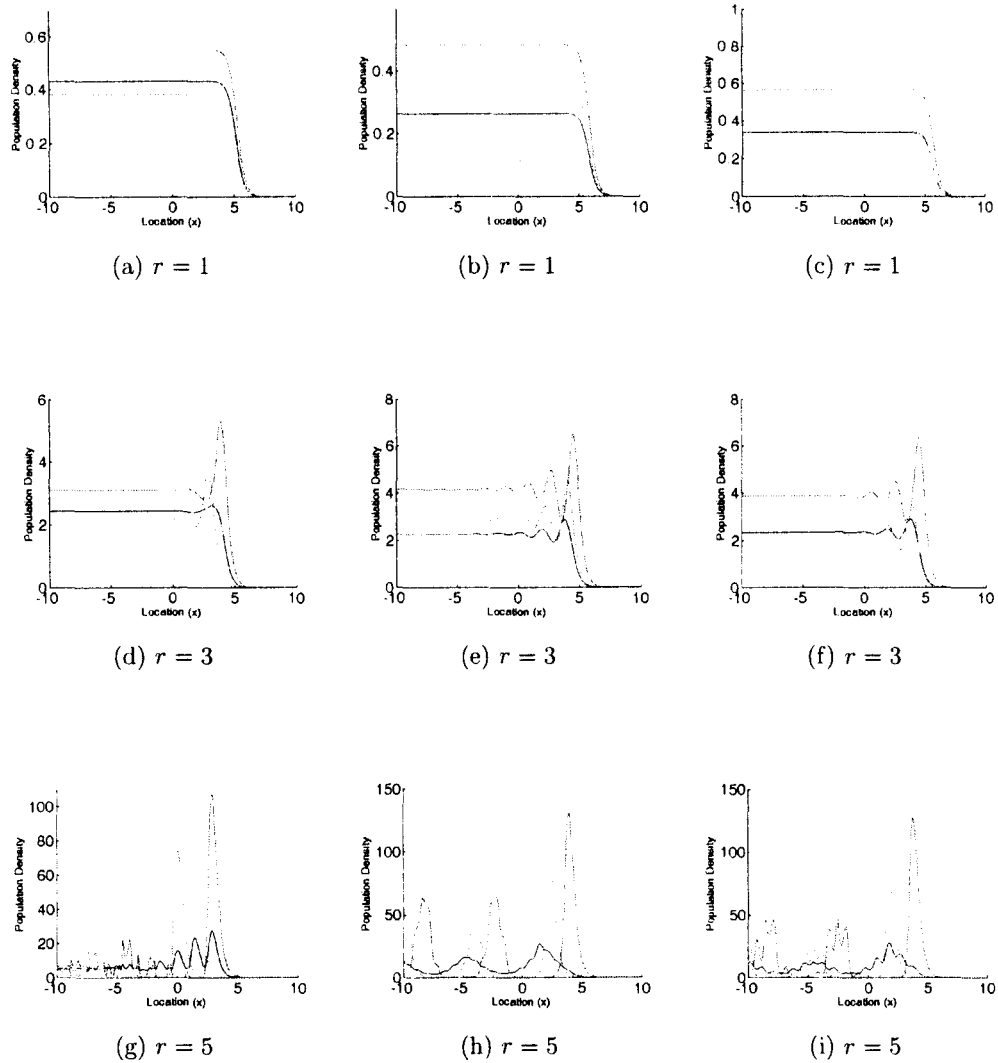 0.6
0.4
0.2
0
Population Density
-10 -5 0 5 10
Location (x)
(a) r = 1
0.4
0.2
0
Population Density
-10 -5 0 5 10
Location (x)
(b) r = 1
1
0.8
0.6
0.4
0.2
0
Population Density
-10 -5 0 5 10
Location (x)
(c) r = 1
6
4
2
0
Population Density
-10 -5 0 5 10
Location (x)
(d) r = 3
8
6
4
2
0
Population Density
-10 -5 0 5 10
Location (x)
(e) r = 3
8
6
4
2
0
Population Density
-10 -5 0 5 10
Location (x)
(f) r = 3
100
80
60
40
20
0
Population Density
-10 -5 0 5 10
Location (x)
(g) r = 5
150
100
50
0
Population Density
-10 -5 0 5 10
Location (x)
(h) r = 5
150
100
50
0
Population Density
-10 -5 0 5 10
Location (x)
(i) r = 5